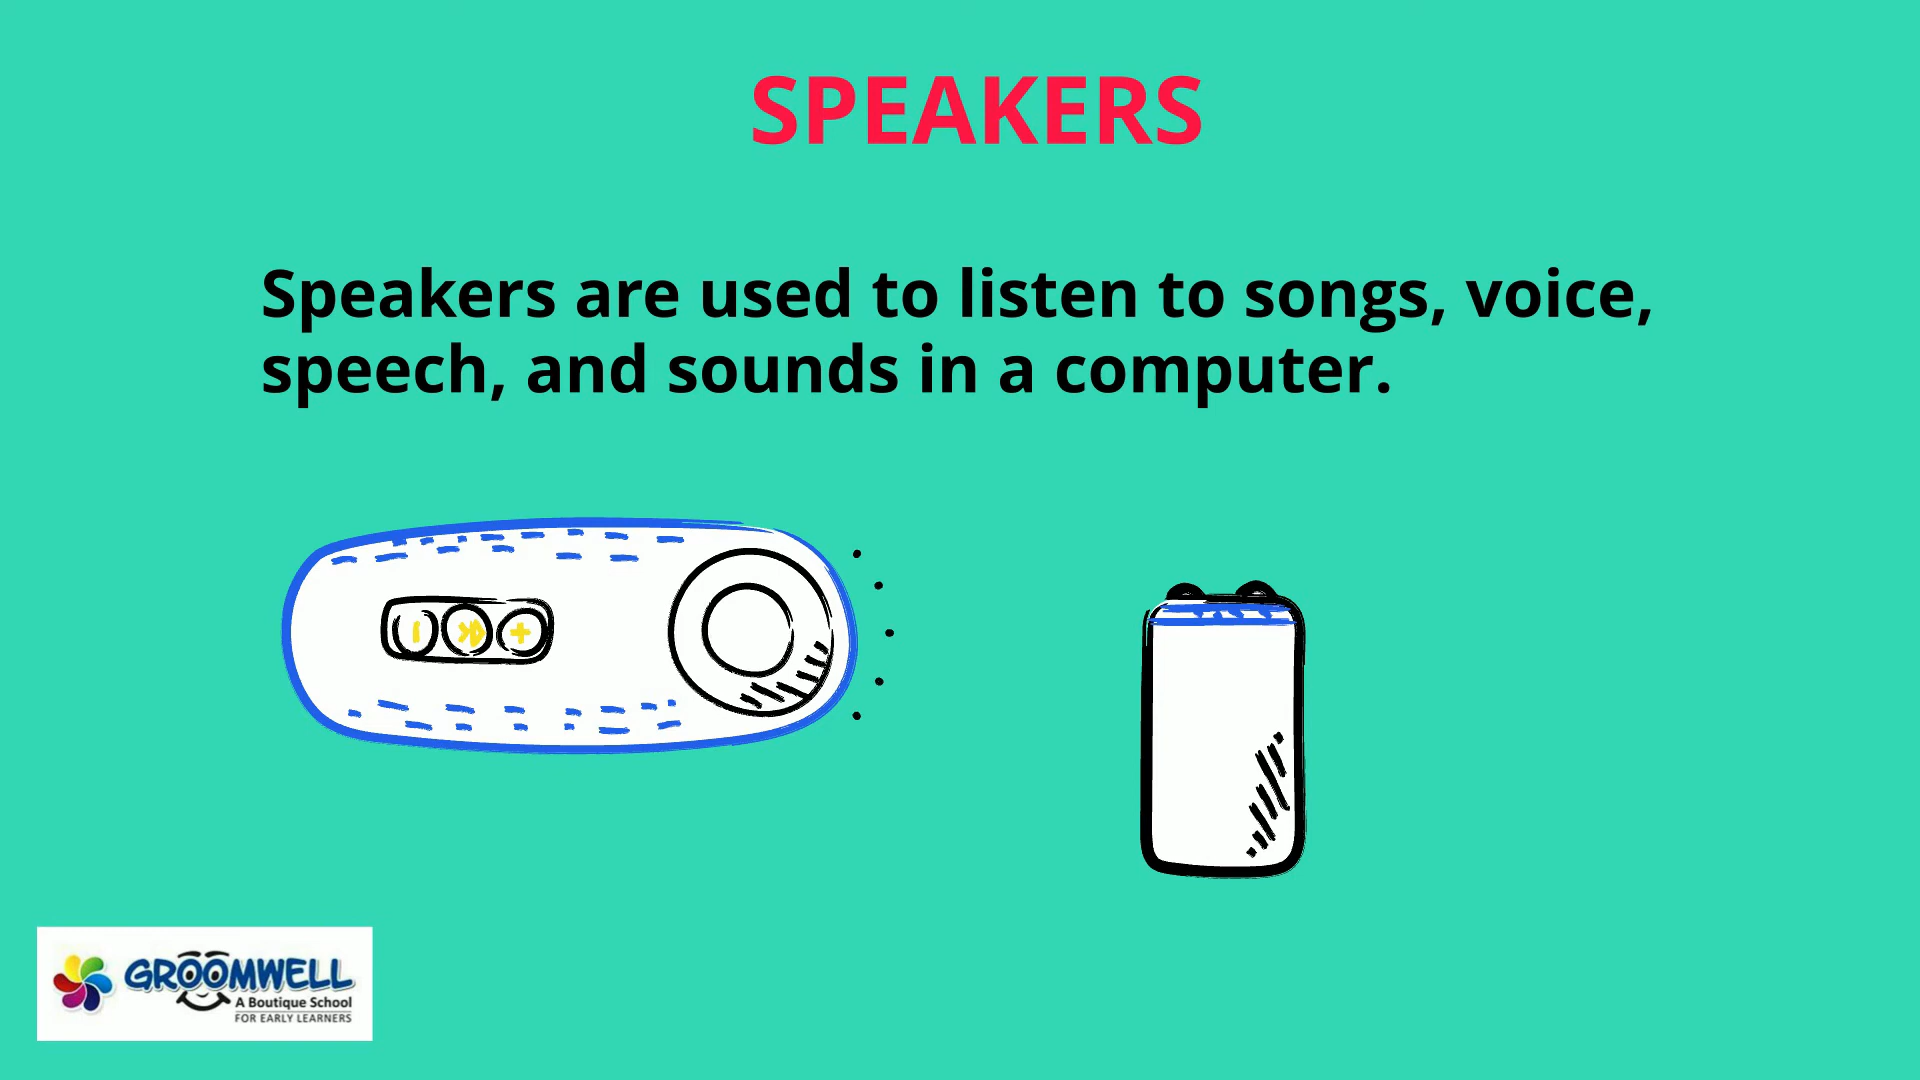 SPEAKERS
Speakers are used to listen to songs, voice,
speech, and sounds in a computer.
GROOMWELL
A Boutique School
FOR EARLY LEARNERS